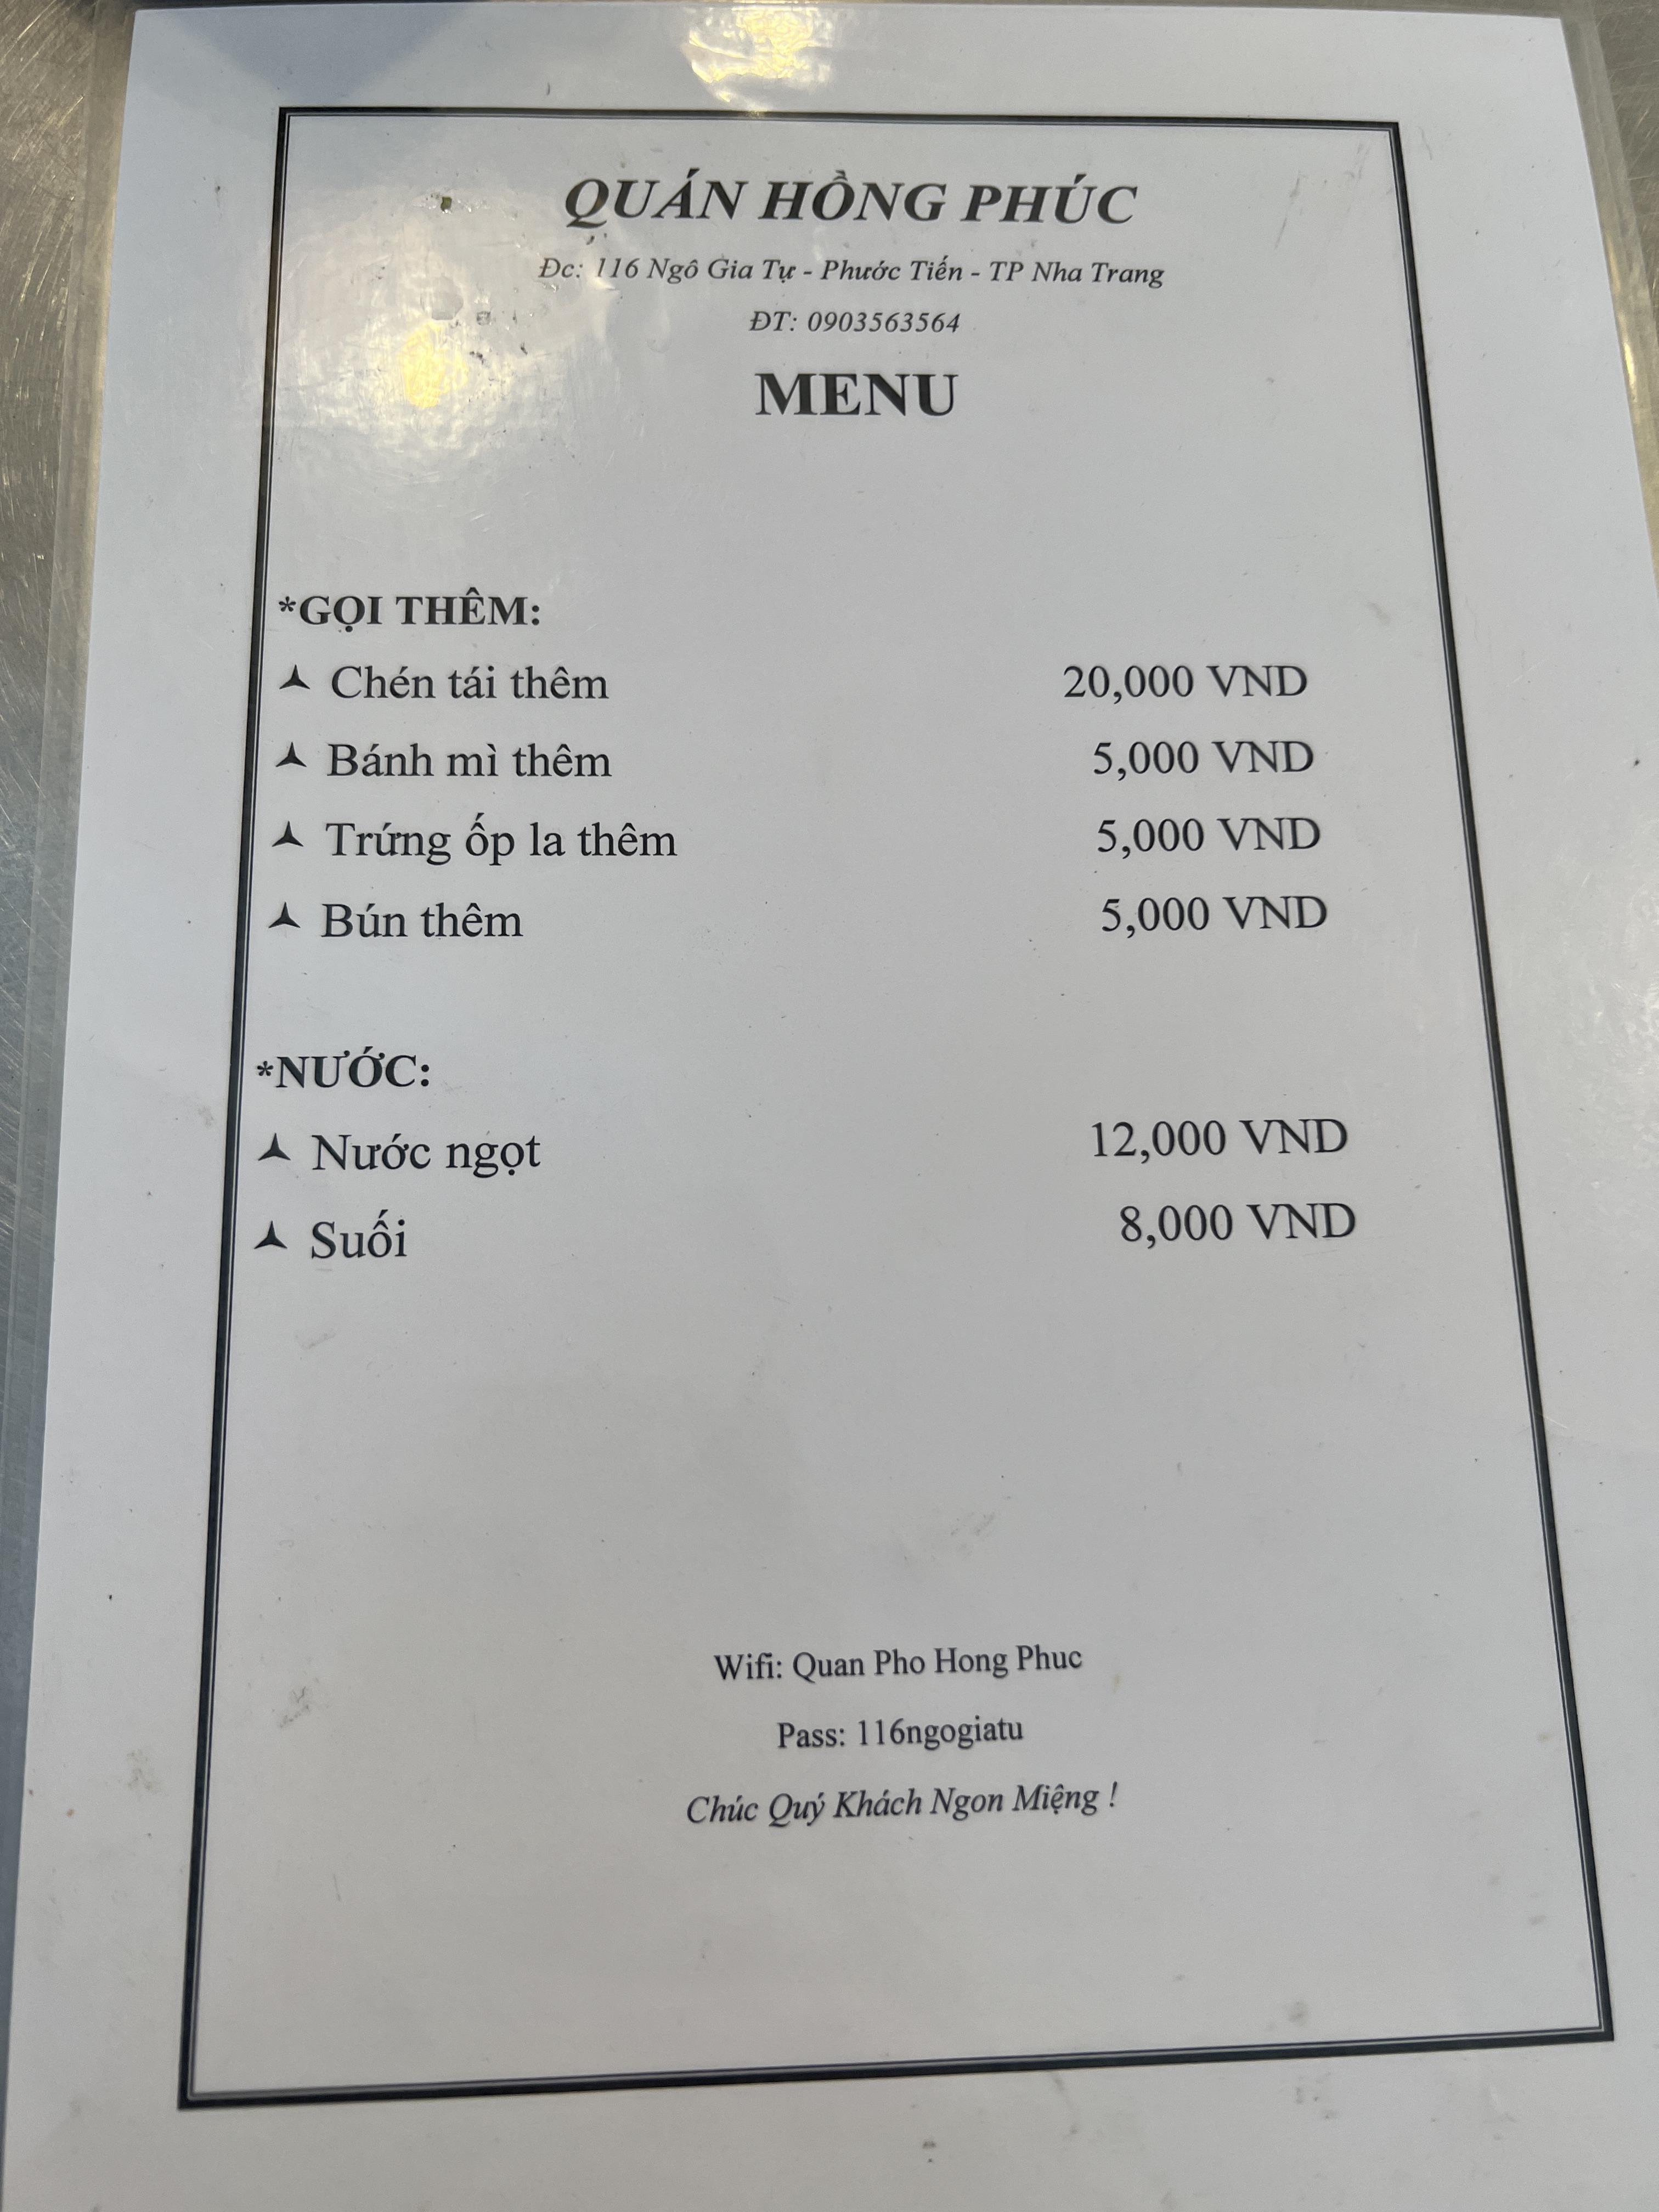 QUÁN HỒNG PHÚC
Đc: 116 Ngô Gia Tự - Phước Tiến - TP Nha Trang
ĐT: 0903563564
MENU
*GỌI THÊM:
Chén tái thêm 20,000 VND
Bánh mì thêm 5,000 VND
Trứng ốp la thêm 5,000 VND
Bún thêm 5,000 VND
*NƯỚC:
Nước ngọt 12,000 VND
Suối 8,000 VND
Wifi: Quan Pho Hong Phuc
Pass: 116ngogiatu
Chúc Quý Khách Ngon Miệng !